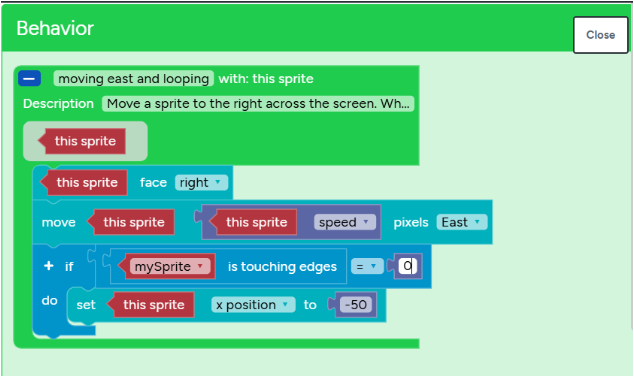 Behavior
Close
− moving east and looping with: this sprite
Description Move a sprite to the right across the screen. Wh...
this sprite
this sprite face right ▾
move this sprite this sprite speed ▾ pixels East ▾
+ if mySprite ▾ is touching edges = ▾ 0
do set this sprite x position ▾ to -50